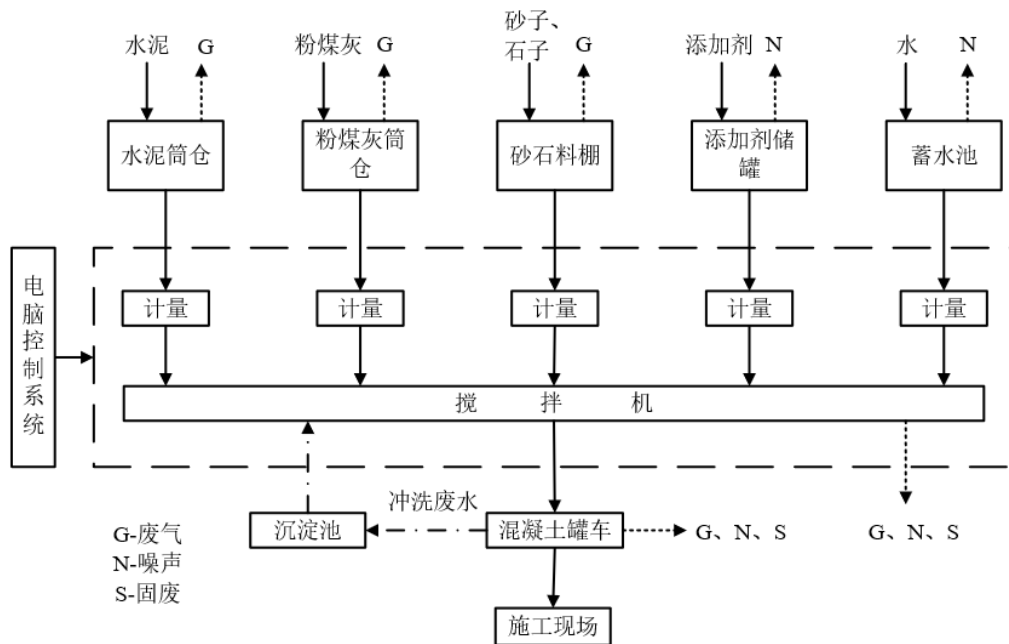 水泥
G
粉煤灰
G
砂子、
石子
G
添加剂
N
水
N
水泥筒仓
粉煤灰筒
仓
砂石料棚
添加剂储
罐
蓄水池
电脑控制系统
计量
计量
计量
计量
计量
搅拌机
冲洗废水
沉淀池
混凝土罐车
G、N、S
G、N、S
G-废气
N-噪声
S-固废
施工现场